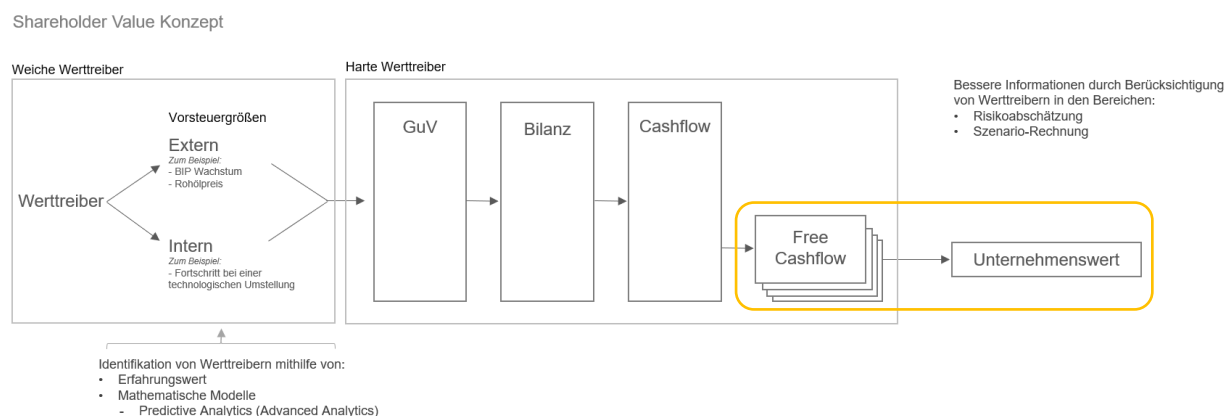 Shareholder Value Konzept
Weiche Werttreiber
Vorsteuergrößen
Werttreiber
Extern
Zum Beispiel:
- BIP Wachstum
- Rohölpreis
Intern
Zum Beispiel:
- Fortschritt bei einer
technologischen Umstellung
Identifikation von Werttreibern mithilfe von:
• Erfahrungswert
• Mathematische Modelle
- Predictive Analytics (Advanced Analytics)
Harte Werttreiber
GuV
Bilanz
Cashflow
Free
Cashflow
Unternehmenswert
Bessere Informationen durch Berücksichtigung
von Werttreibern in den Bereichen:
• Risikoabschätzung
• Szenario-Rechnung